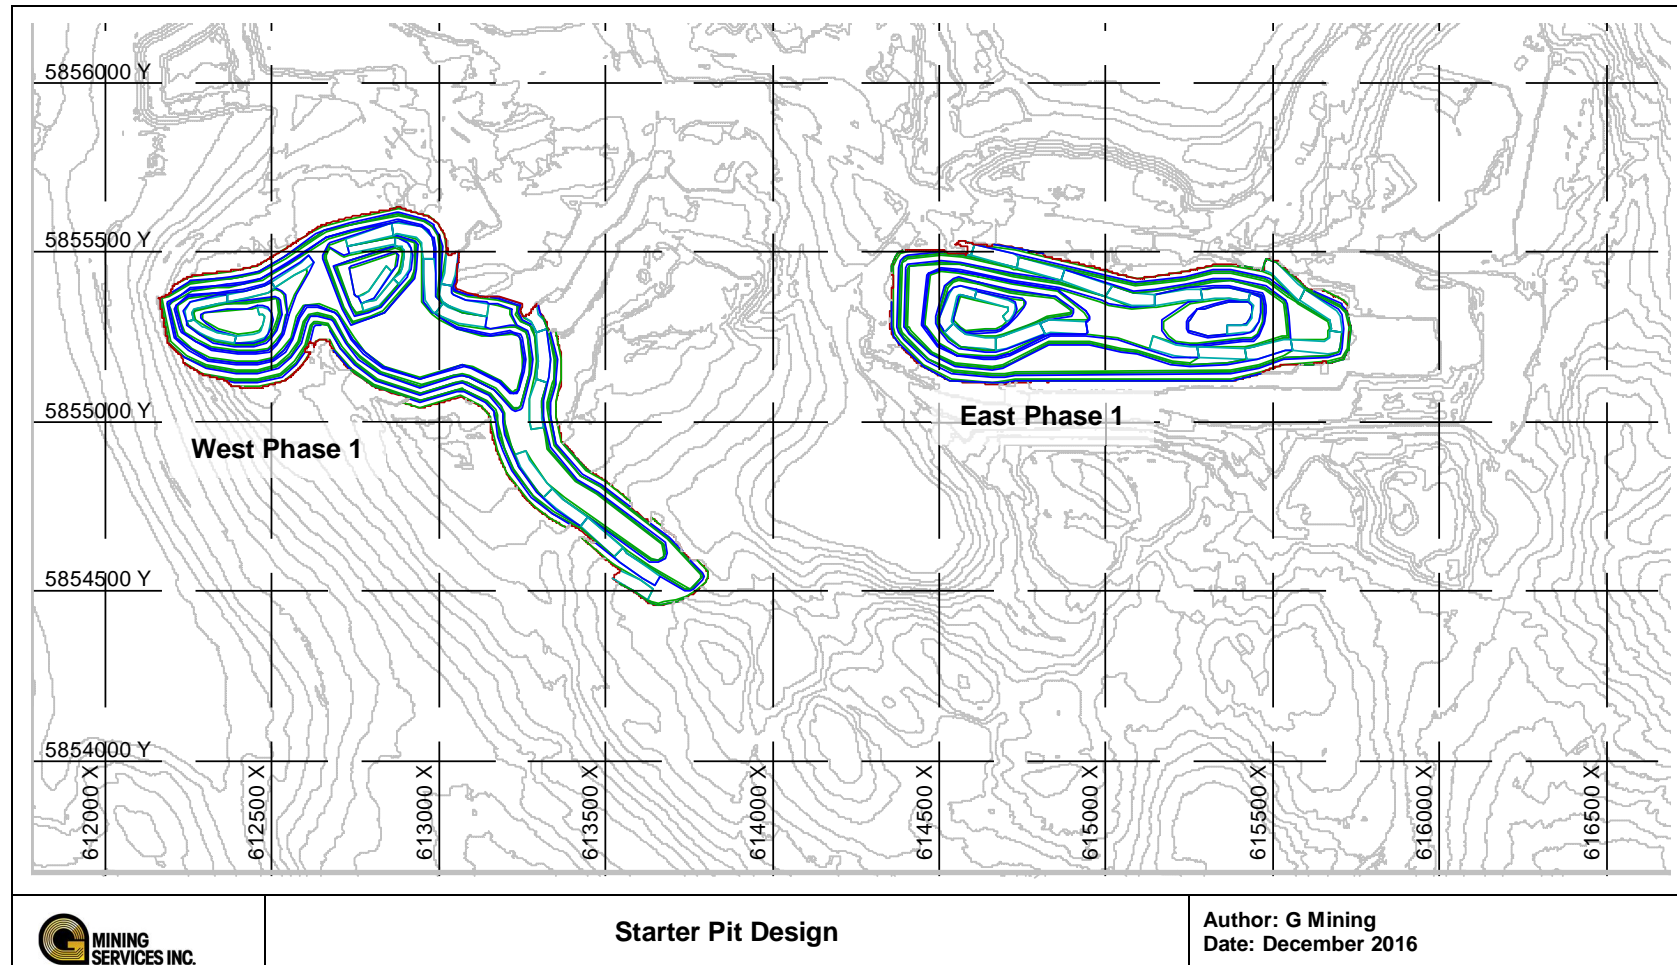 5856000 Y
5855500 Y
5855000 Y
5854500 Y
5854000 Y
West Phase 1
East Phase 1
612000 X
612500 X
613000 X
613500 X
614000 X
614500 X
615000 X
615500 X
616000 X
616500 X
G MINING
SERVICES INC.
Starter Pit Design
Author: G Mining
Date: December 2016